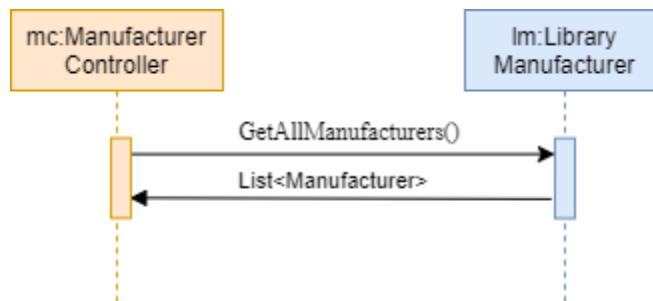 mc:Manufacturer
Controller
lm:Library
Manufacturer
GetAllManufacturers()
List<Manufacturer>